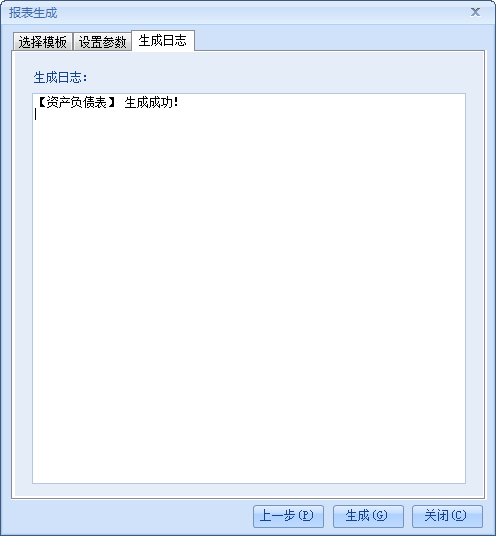 报表生成
选择模板 设置参数 生成日志
生成日志：
【资产负债表】 生成成功！
上一步(P) 生成(G) 关闭(C)